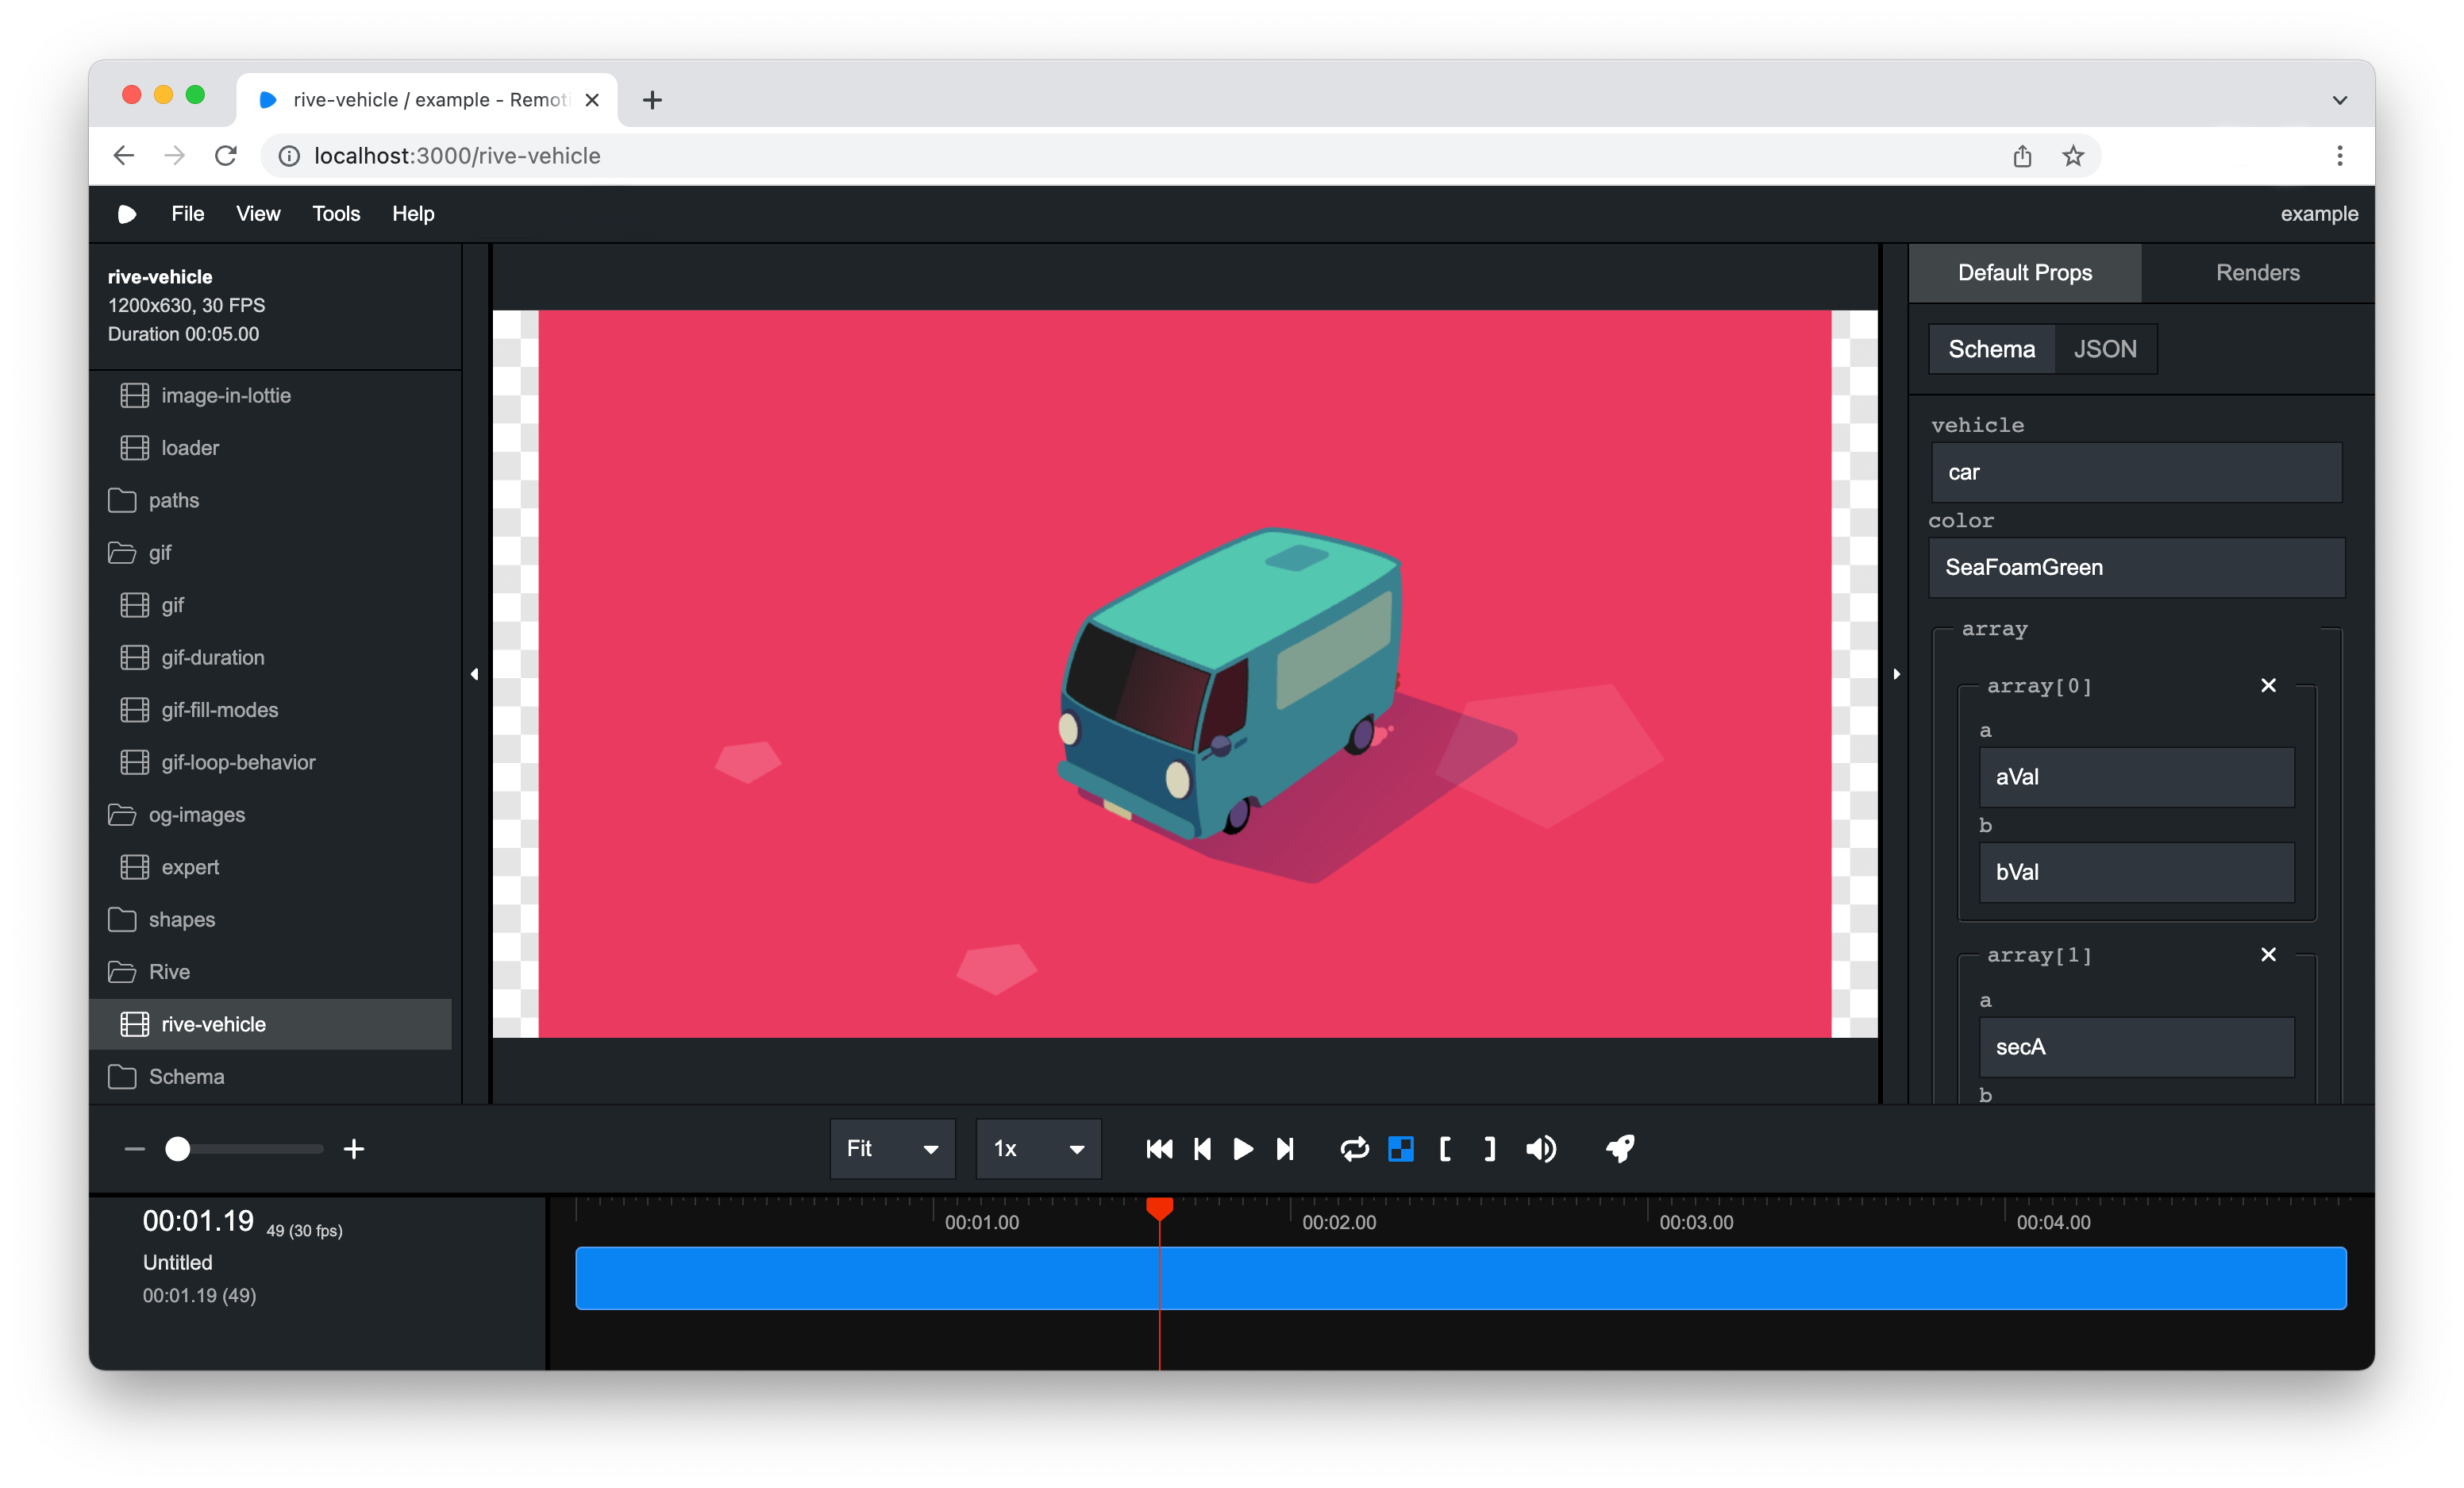 rive-vehicle / example - Remoti
localhost:3000/rive-vehicle
File View Tools Help
example
rive-vehicle
1200x630, 30 FPS
Duration 00:05.00
image-in-lottie
loader
paths
gif
gif
gif-duration
gif-fill-modes
gif-loop-behavior
og-images
expert
shapes
Rive
rive-vehicle
Schema
Default Props Renders
Schema JSON
vehicle
car
color
SeaFoamGreen
array
array[0]
a
aVal
b
bVal
array[1]
a
secA
b
Fit 1x
00:01.19 49 (30 fps)
Untitled
00:01.19 (49)
00:01.00 00:02.00 00:03.00 00:04.00